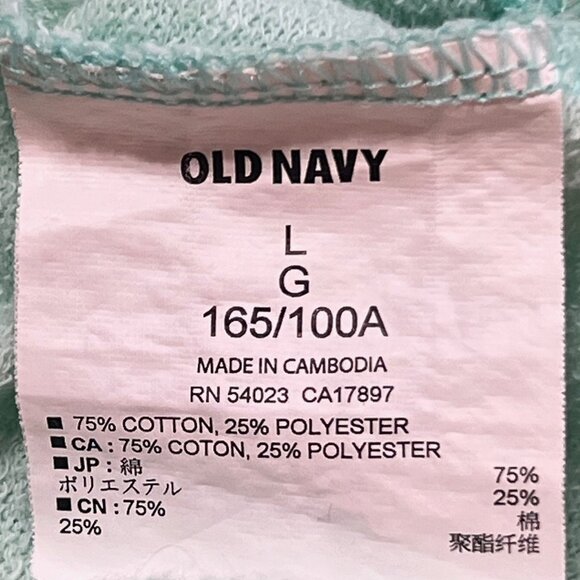 OLD NAVY
L
G
165/100A
MADE IN CAMBODIA
RN 54023 CA17897
■ 75% COTTON, 25% POLYESTER
■ CA : 75% COTON, 25% POLYESTER
■ JP : 綿 75%
ポリエステル 25%
■ CN : 75% 棉
25% 聚酯纤维